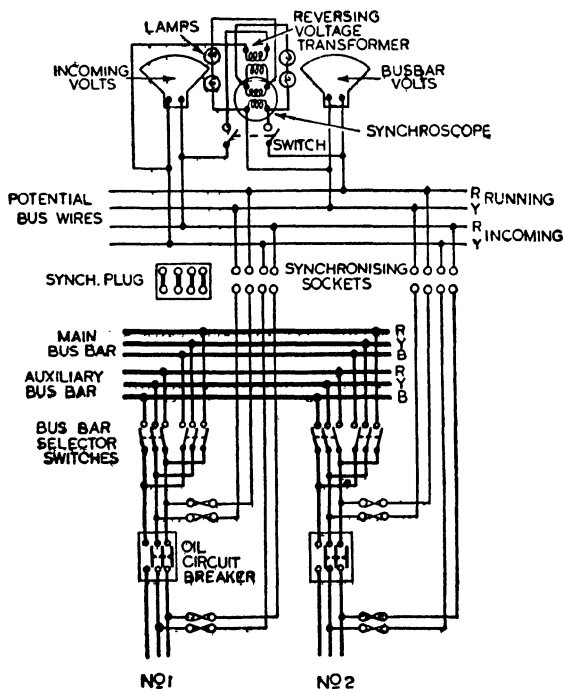 LAMPS
REVERSING
VOLTAGE
TRANSFORMER
INCOMING
VOLTS
BUSBAR
VOLTS
SYNCHROSCOPE
SWITCH
POTENTIAL
BUS WIRES
R RUNNING
Y
R INCOMING
Y
SYNCH. PLUG
SYNCHRONISING
SOCKETS
MAIN
BUS BAR
R
Y
B
AUXILIARY
BUS BAR
R
Y
B
BUS BAR
SELECTOR
SWITCHES
OIL
CIRCUIT
BREAKER
No1
No2